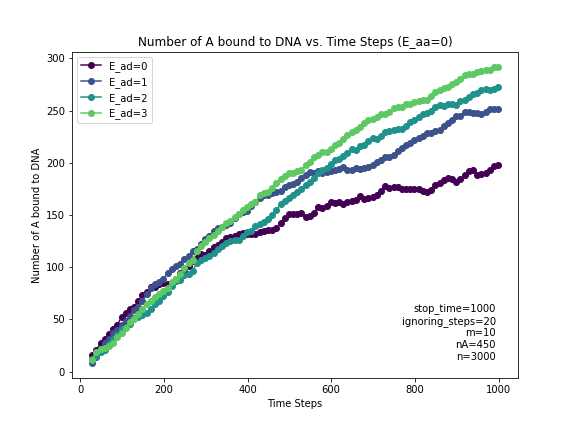 Number of A bound to DNA vs. Time Steps (E_aa=0)
E_ad=0
E_ad=1
E_ad=2
E_ad=3
Number of A bound to DNA
300
250
200
150
100
50
0
stop_time=1000
ignoring_steps=20
m=10
nA=450
n=3000
0 200 400 600 800 1000
Time Steps